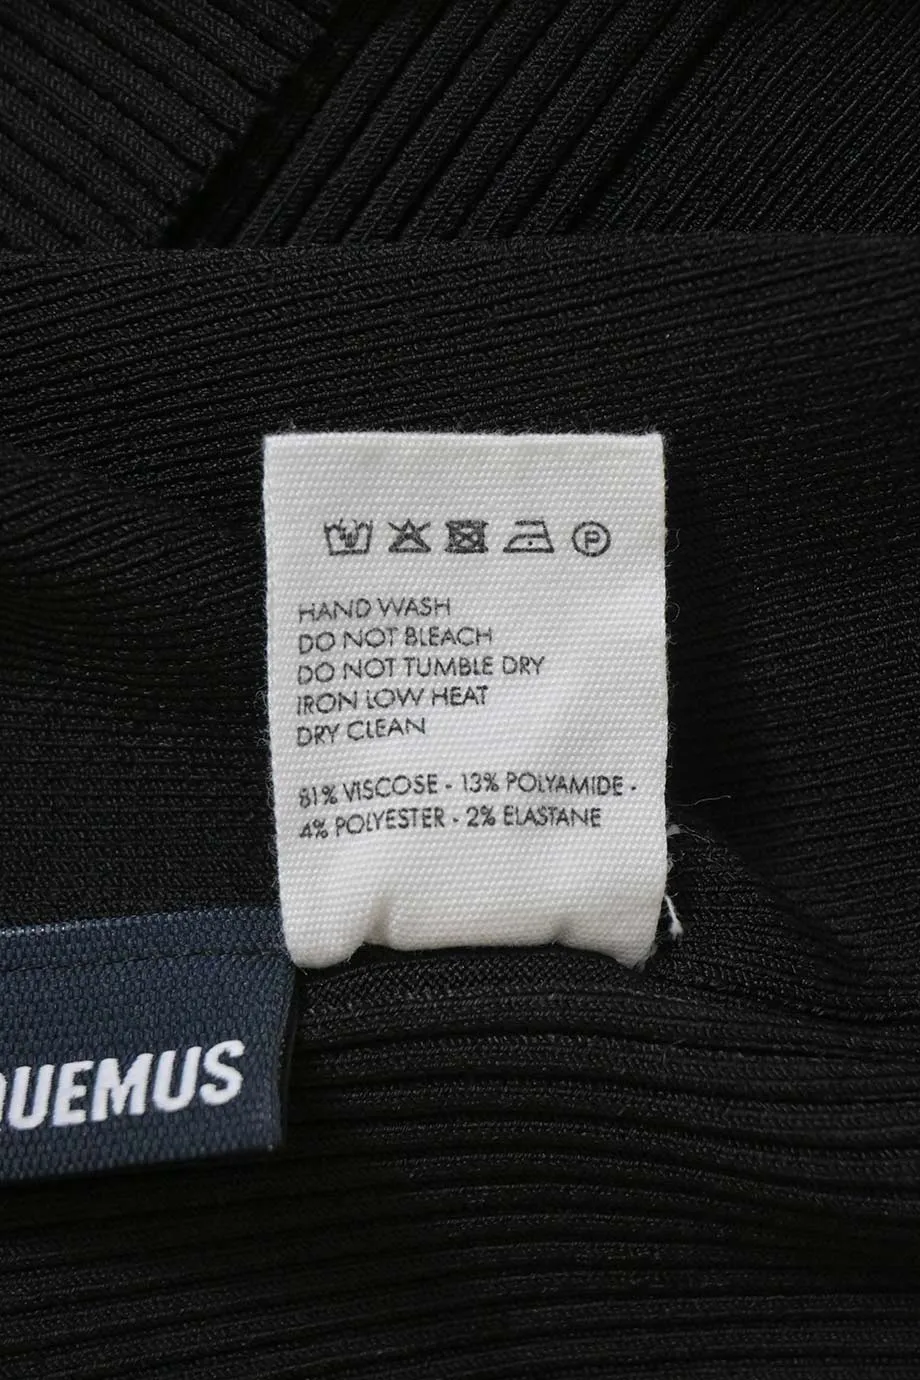 P
HAND WASH
DO NOT BLEACH
DO NOT TUMBLE DRY
IRON LOW HEAT
DRY CLEAN
81% VISCOSE - 13% POLYAMIDE -
4% POLYESTER - 2% ELASTANE
QUEMUS